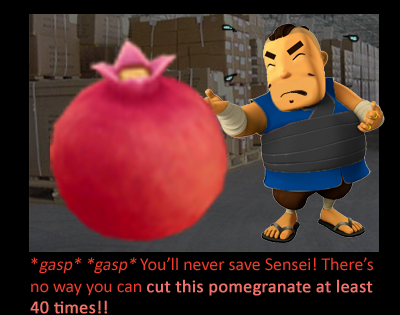 *gasp* *gasp* You'll never save Sensei! There's
no way you can cut this pomegranate at least
40 times!!